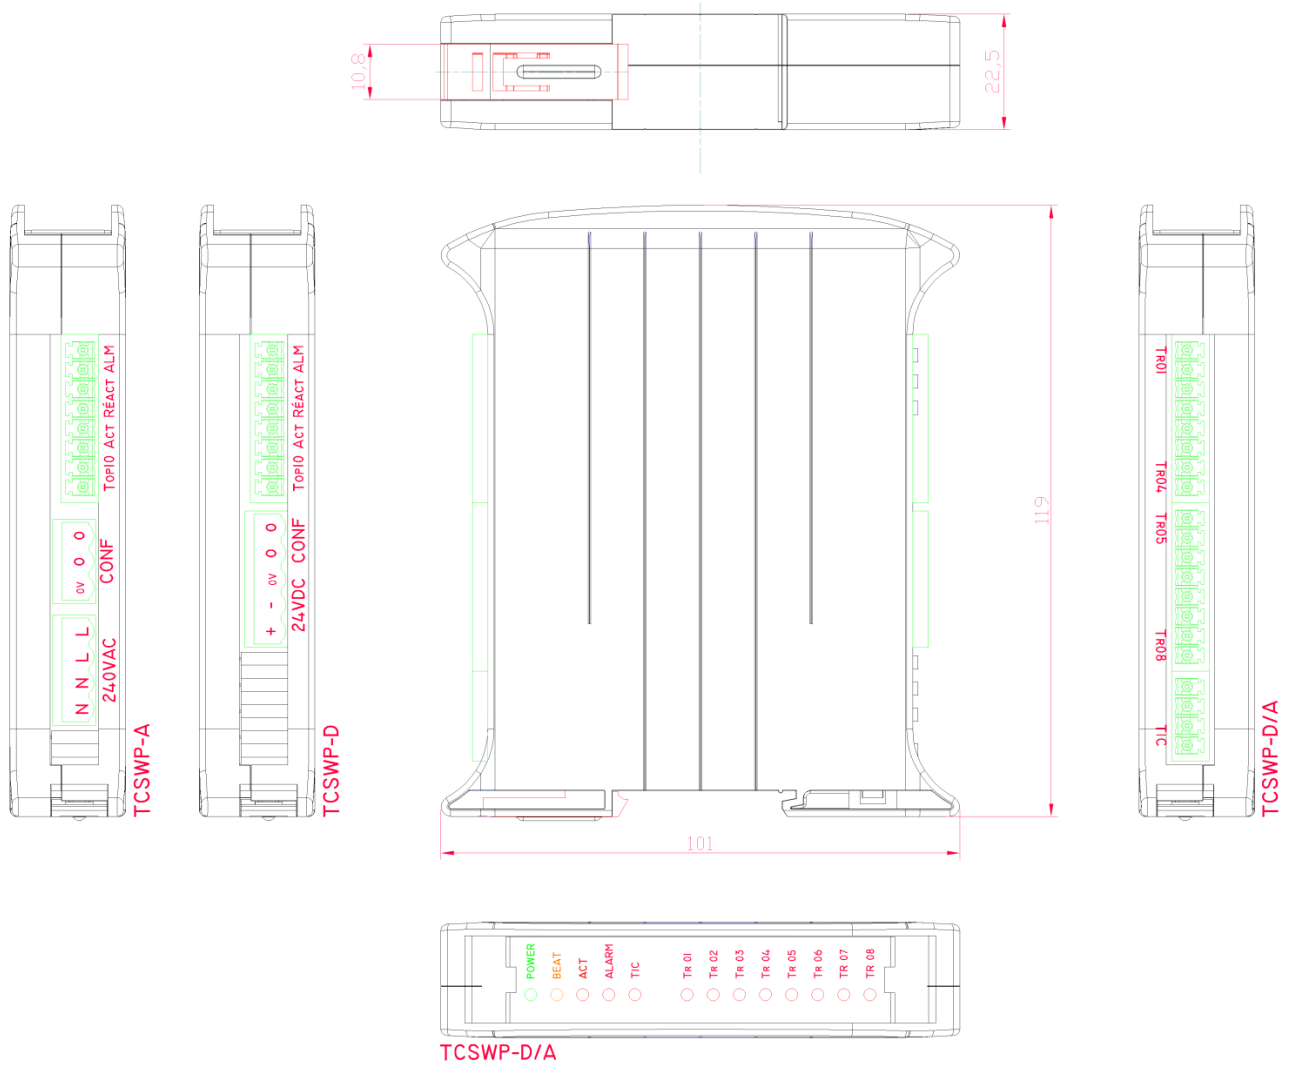 10,8
22,5
TOP10 ACT RÉACT ALM
0V O O
CONF
N N L L
240VAC
TCSWP-A
TOP10 ACT RÉACT ALM
+ - 0V O O
24VDC CONF
TCSWP-D
119
101
TR01
TR04
TR05
TR08
TIC
TCSWP-D/A
POWER
BEAT
ACT
ALARM
TIC
TR 01
TR 02
TR 03
TR 04
TR 05
TR 06
TR 07
TR 08
TCSWP-D/A